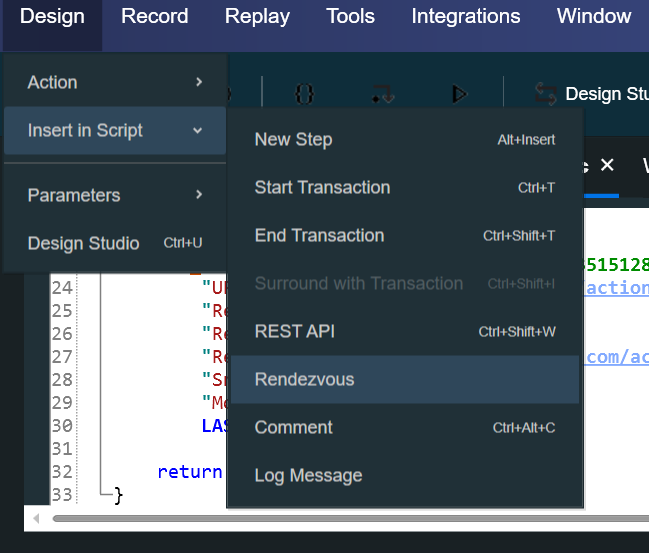 Design Record Replay Tools Integrations Window
Action
Insert in Script
Parameters
Design Studio Ctrl+U
{}
Design Stu
New Step Alt+Insert
Start Transaction Ctrl+T
End Transaction Ctrl+Shift+T
Surround with Transaction Ctrl+Shift+I
REST API Ctrl+Shift+W
Rendezvous
Comment Ctrl+Alt+C
Log Message
3515128
24 "U /action
25 "Re
26 "Re
27 "Re .com/ac
28 "Sn
29 "Mo
30 LAS
31
32 return
33 }